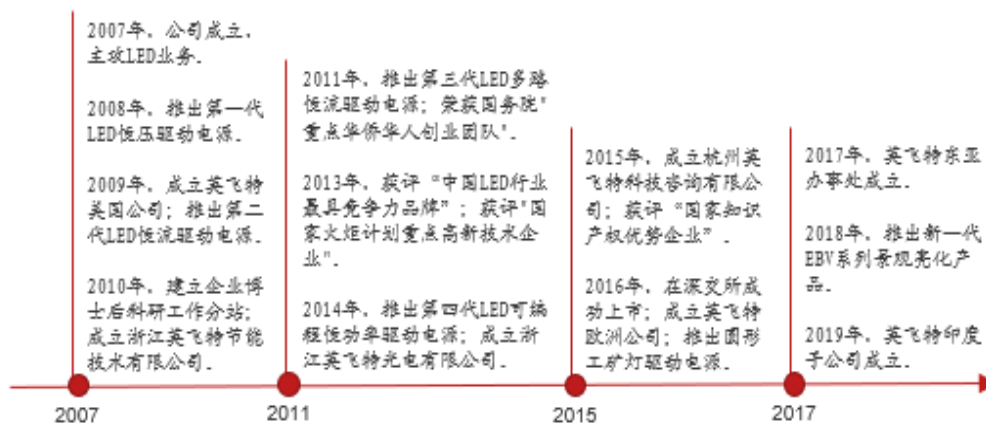 2007年，公司成立，
主攻LED业务。
2008年，推出第一代
LED恒压驱动电源。
2009年，成立英飞特
美国公司；推出第二
代LED恒流驱动电源。
2010年，建立企业博
士后科研工作分站；
成立浙江英飞特节能
技术有限公司。
2011年，推出第三代LED多路
恒流驱动电源；荣获国务院"
重点华侨华人创业团队"。
2013年，获评“中国LED行业
最具竞争力品牌”；获评"国
家火炬计划重点高新技术企
业"。
2014年，推出第四代LED可编
程恒功率驱动电源；成立浙
江英飞特光电有限公司。
2015年，成立杭州英
飞特科技咨询有限公
司；获评“国家知识
产权优势企业”。
2016年，在深交所成
功上市；成立英飞特
欧洲公司；推出圆形
工矿灯驱动电源。
2017年，英飞特东亚
办事处成立。
2018年，推出新一代
EBV系列景观亮化产
品。
2019年，英飞特印度
子公司成立。
2007
2011
2015
2017